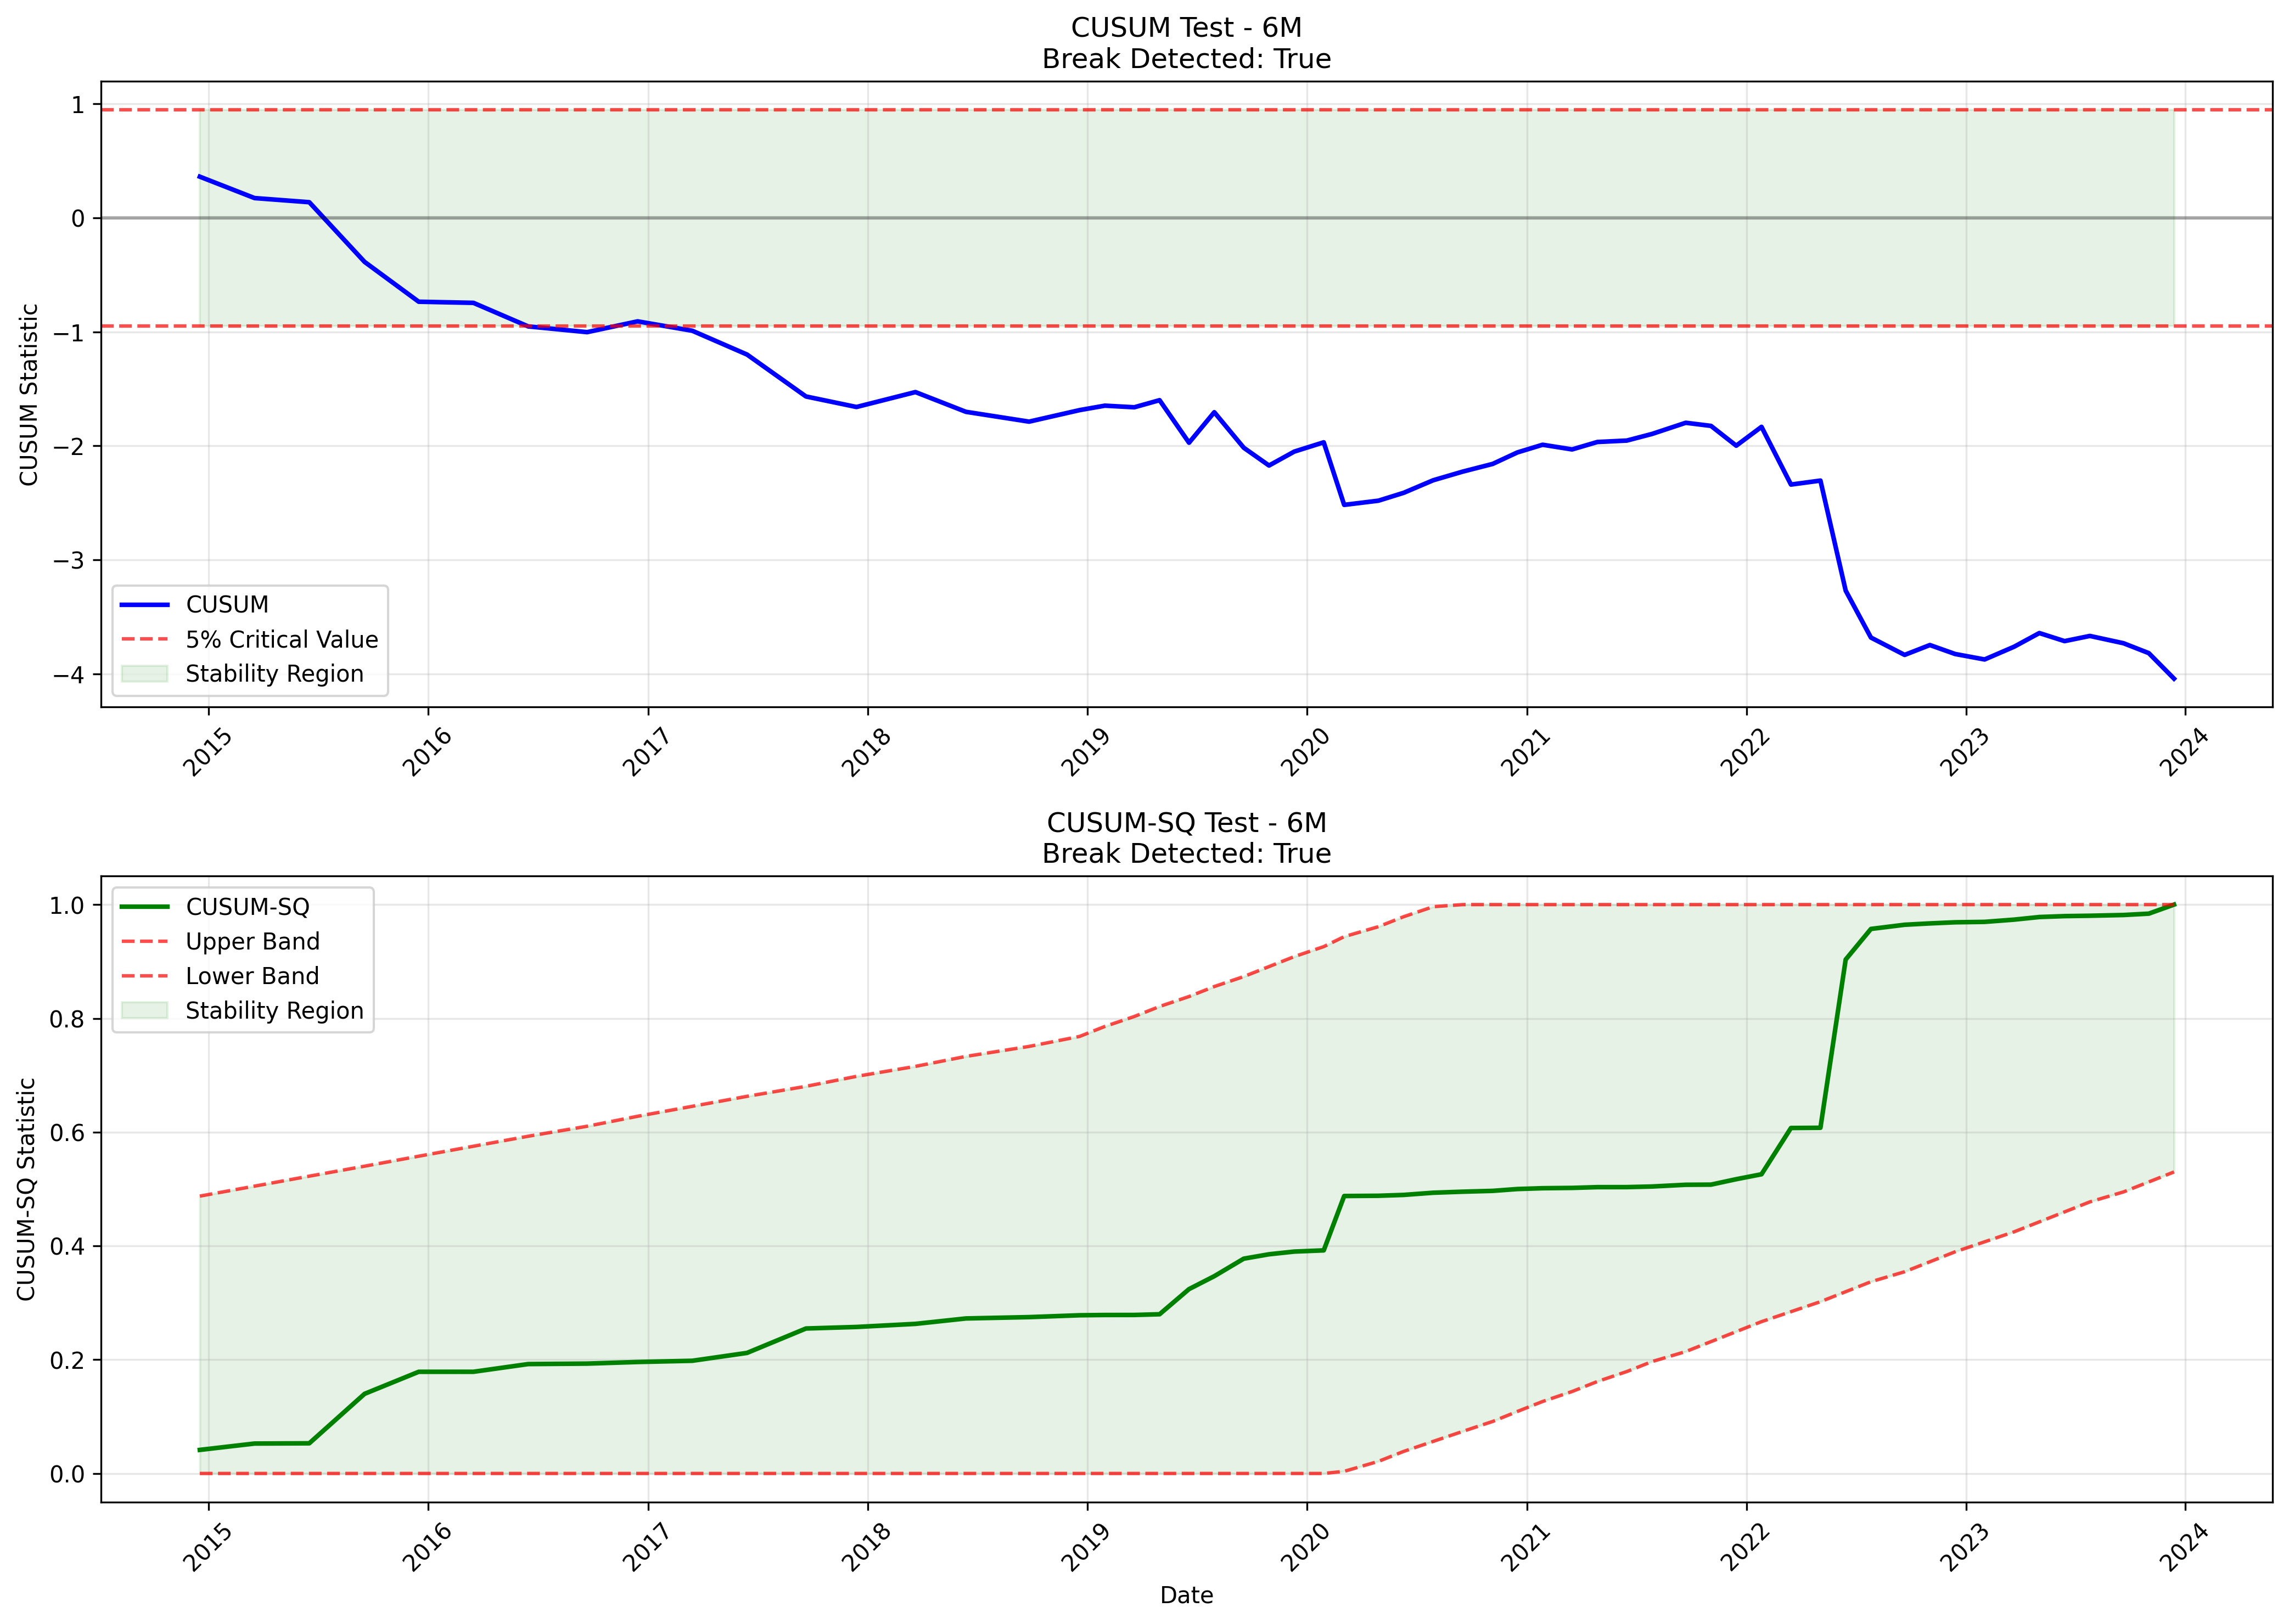 CUSUM Test - 6M
Break Detected: True
CUSUM Statistic
1
0
−1
−2
−3
−4
CUSUM
5% Critical Value
Stability Region
2015
2016
2017
2018
2019
2020
2021
2022
2023
2024
CUSUM-SQ Test - 6M
Break Detected: True
CUSUM-SQ Statistic
1.0
0.8
0.6
0.4
0.2
0.0
CUSUM-SQ
Upper Band
Lower Band
Stability Region
2015
2016
2017
2018
2019
2020
2021
2022
2023
2024
Date